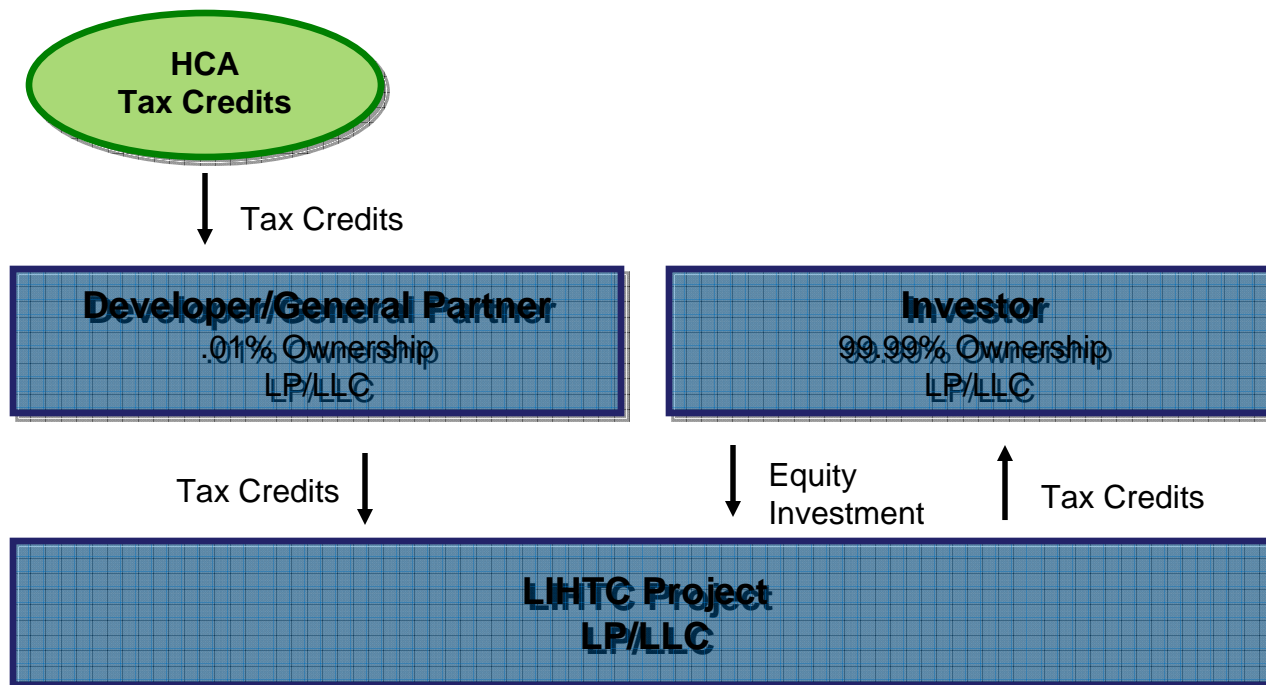 HCA
Tax Credits
Tax Credits
Developer/General Partner
.01% Ownership
LP/LLC
Investor
99.99% Ownership
LP/LLC
Tax Credits
Equity
Investment
Tax Credits
LIHTC Project
LP/LLC